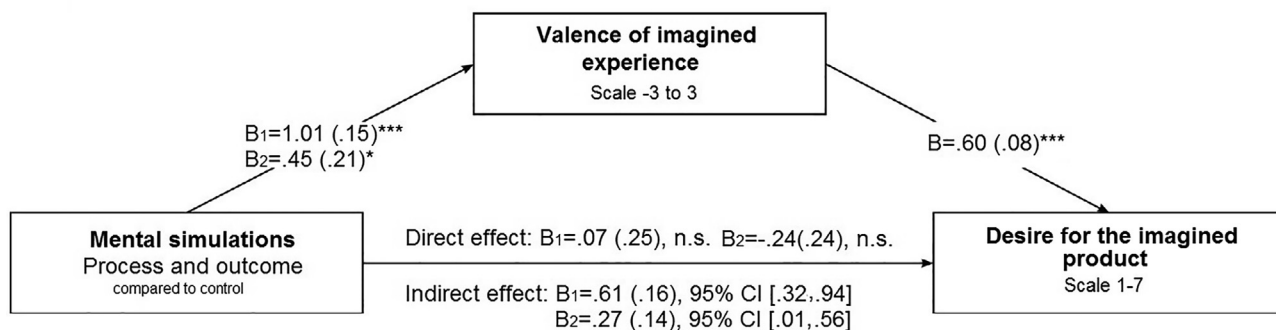 Valence of imagined
experience
Scale -3 to 3
B1=1.01 (.15)***
B2=.45 (.21)*
B=.60 (.08)***
Mental simulations
Process and outcome
compared to control
Direct effect: B1=.07 (.25), n.s. B2=-.24(.24), n.s.
Indirect effect: B1=.61 (.16), 95% CI [.32,.94]
B2=.27 (.14), 95% CI [.01,.56]
Desire for the imagined
product
Scale 1-7